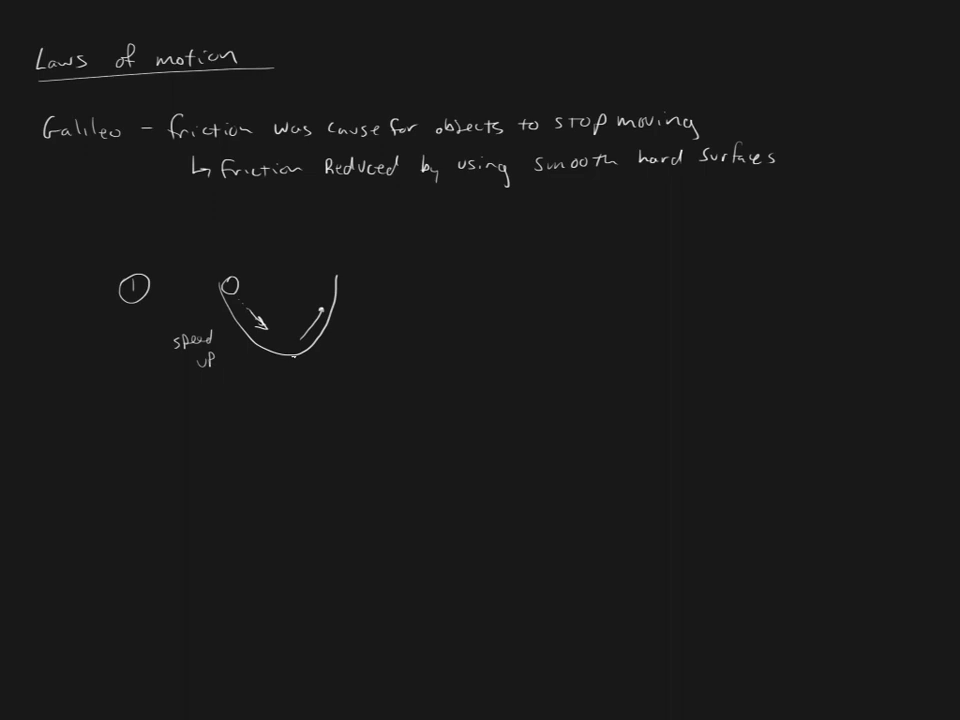 Laws of motion
Galileo - friction was cause for objects to STOP moving
↳ Friction Reduced by using smooth hard surfaces
1
speed
up